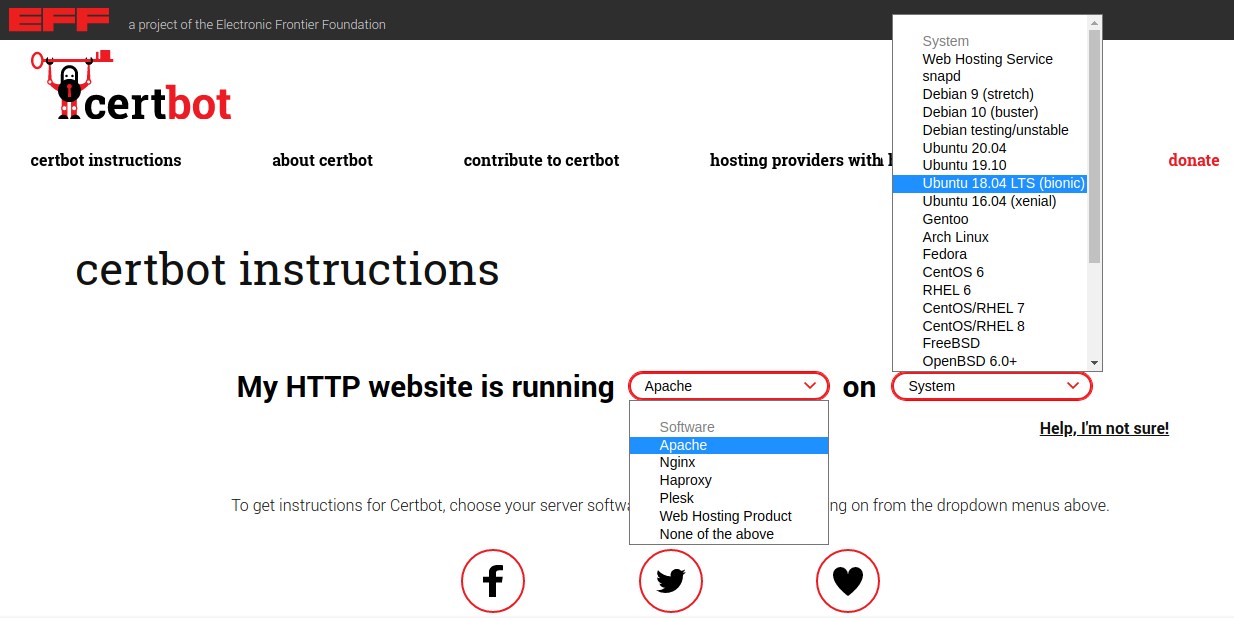 EFF a project of the Electronic Frontier Foundation
certbot
certbot instructions about certbot contribute to certbot hosting providers with donate
certbot instructions
My HTTP website is running Apache on System
Software
Apache
Nginx
Haproxy
Plesk
Web Hosting Product
None of the above
System
Web Hosting Service
snapd
Debian 9 (stretch)
Debian 10 (buster)
Debian testing/unstable
Ubuntu 20.04
Ubuntu 19.10
Ubuntu 18.04 LTS (bionic)
Ubuntu 16.04 (xenial)
Gentoo
Arch Linux
Fedora
CentOS 6
RHEL 6
CentOS/RHEL 7
CentOS/RHEL 8
FreeBSD
OpenBSD 6.0+
Help, I'm not sure!
To get instructions for Certbot, choose your server on from the dropdown menus above.